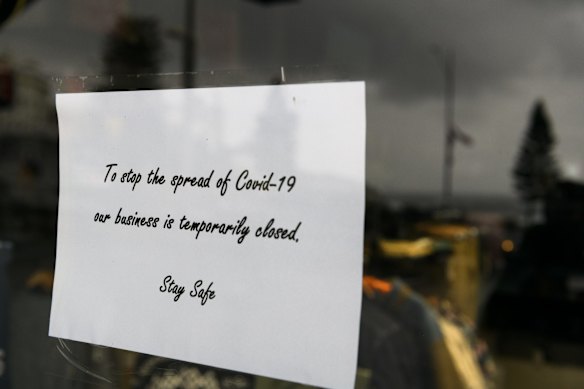 To stop the spread of Covid-19
our business is temporarily closed.
Stay Safe